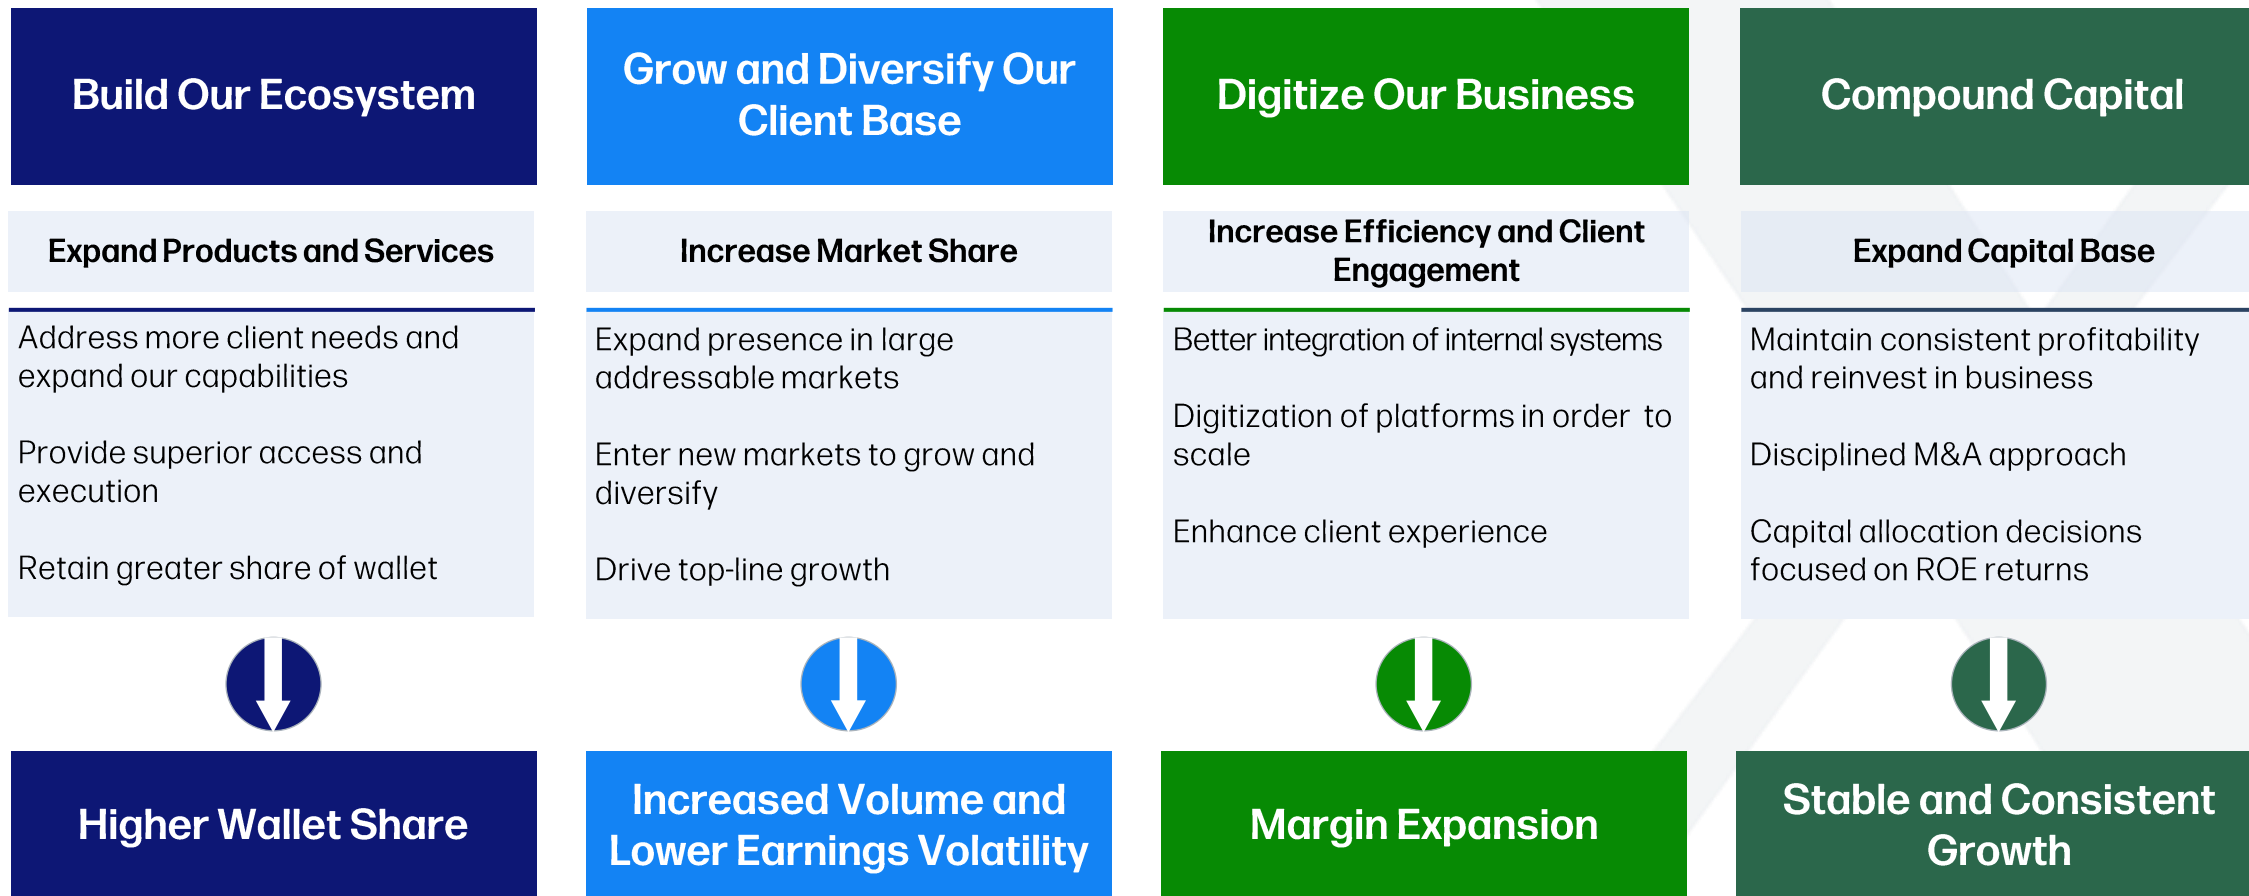 Build Our Ecosystem
Expand Products and Services
Address more client needs and
expand our capabilities
Provide superior access and
execution
Retain greater share of wallet
Higher Wallet Share
Grow and Diversify Our
Client Base
Increase Market Share
Expand presence in large
addressable markets
Enter new markets to grow and
diversify
Drive top-line growth
Increased Volume and
Lower Earnings Volatility
Digitize Our Business
Increase Efficiency and Client
Engagement
Better integration of internal systems
Digitization of platforms in order to
scale
Enhance client experience
Margin Expansion
Compound Capital
Expand Capital Base
Maintain consistent profitability
and reinvest in business
Disciplined M&A approach
Capital allocation decisions
focused on ROE returns
Stable and Consistent
Growth